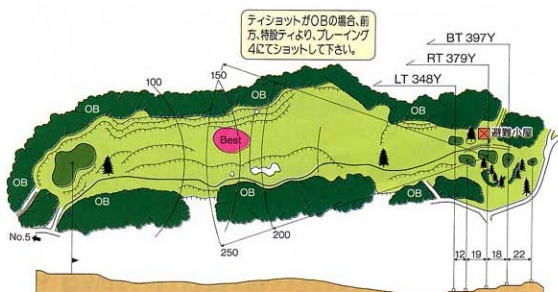 ティショットがOBの場合、前
方、特設ティより、プレーイング
4にてショットして下さい。
BT 397Y
RT 379Y
LT 348Y
100
150
OB
OB
避難小屋
Best
OB
OB
OB
OB
No.5
250
200
12
19
18
22